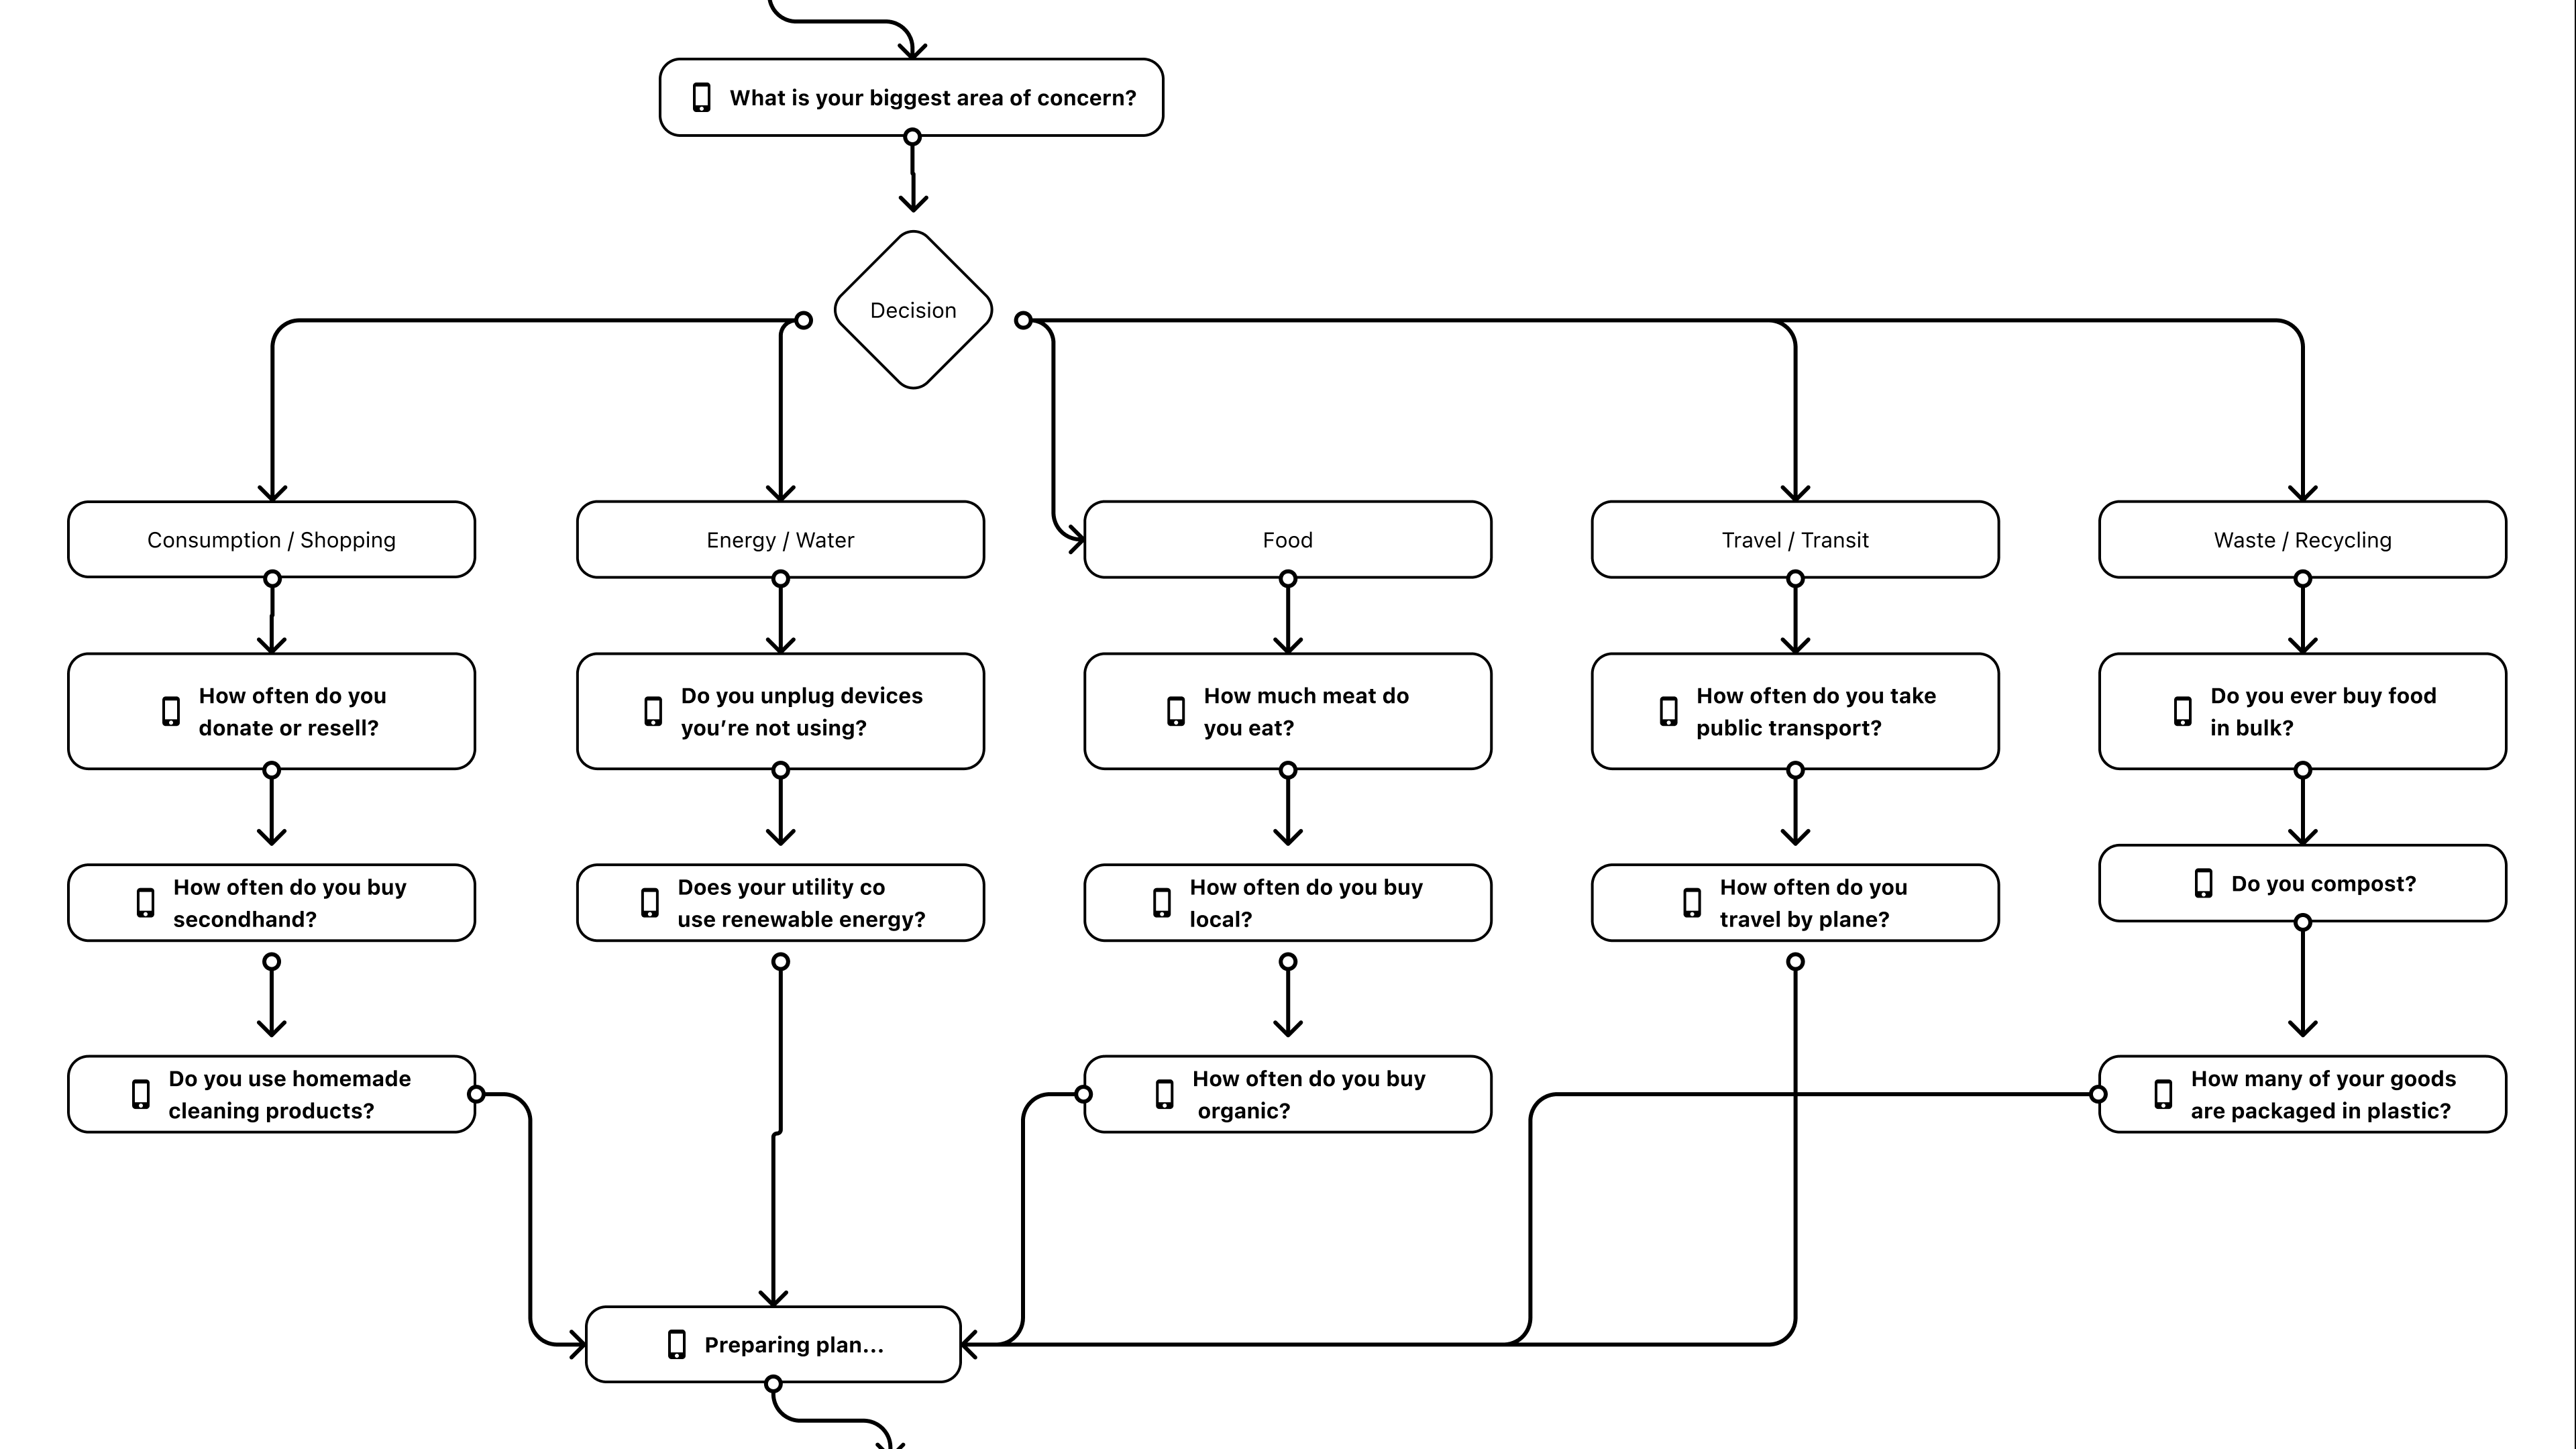 What is your biggest area of concern?
Decision
Consumption / Shopping
Energy / Water
Food
Travel / Transit
Waste / Recycling
How often do you
donate or resell?
Do you unplug devices
you’re not using?
How much meat do
you eat?
How often do you take
public transport?
Do you ever buy food
in bulk?
How often do you buy
secondhand?
Does your utility co
use renewable energy?
How often do you buy
local?
How often do you
travel by plane?
Do you compost?
Do you use homemade
cleaning products?
How often do you buy
organic?
How many of your goods
are packaged in plastic?
Preparing plan...